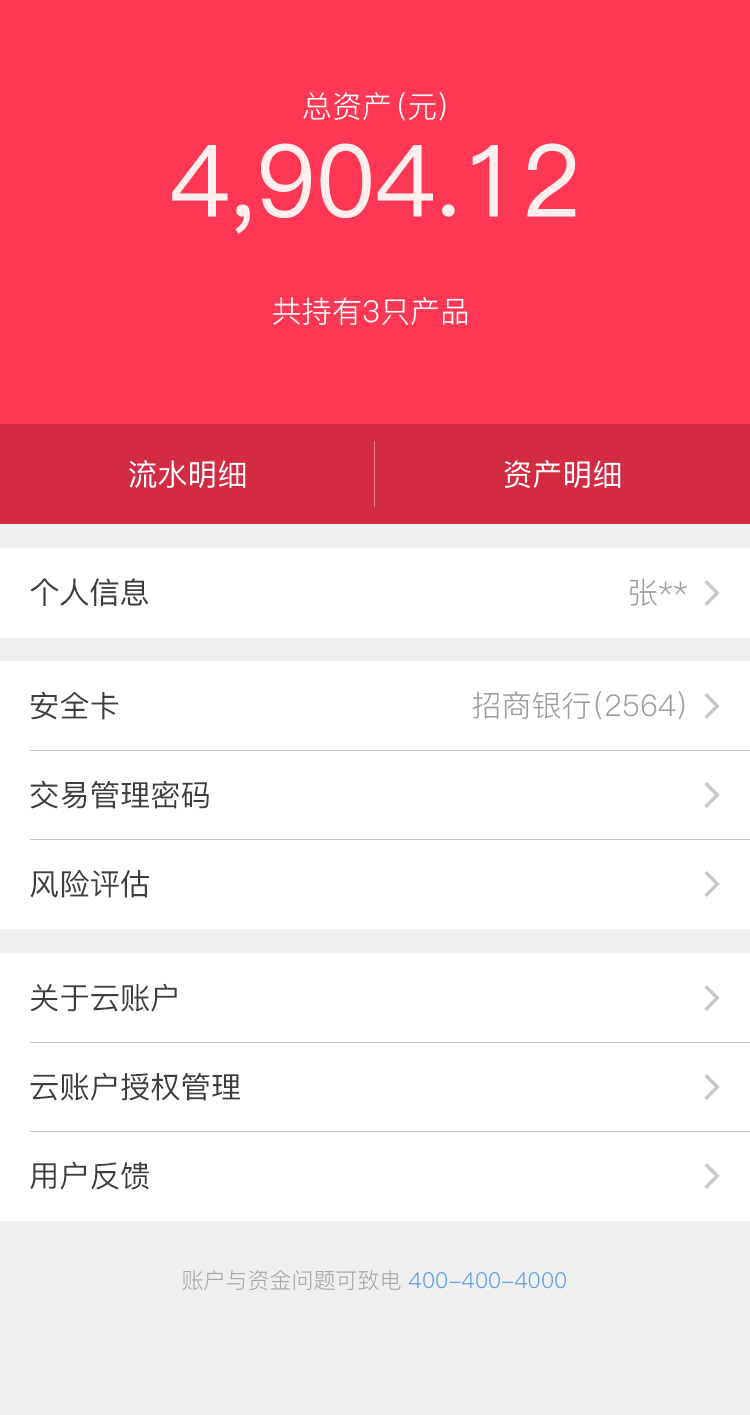 总资产(元)
4,904.12
共持有3只产品
流水明细 资产明细
个人信息 张**
安全卡 招商银行(2564)
交易管理密码
风险评估
关于云账户
云账户授权管理
用户反馈
账户与资金问题可致电 400-400-4000